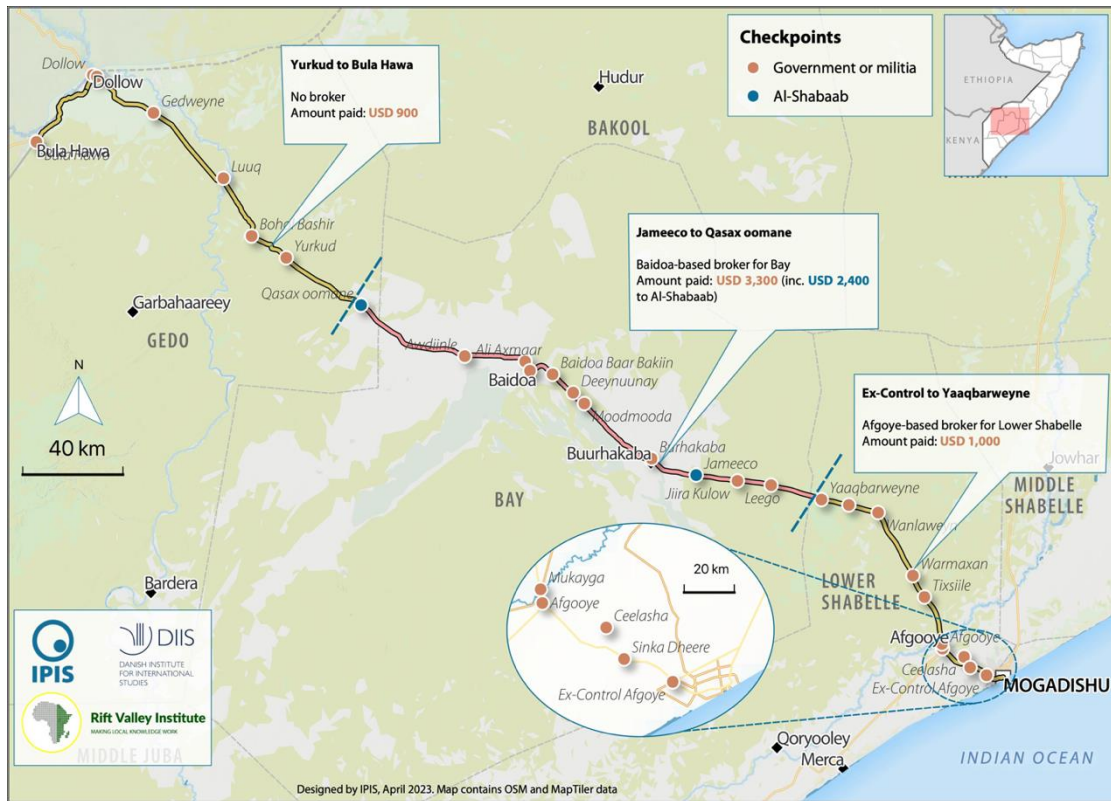 Checkpoints
Government or militia
Al-Shabaab
ETHIOPIA
KENYA
Yurkud to Bula Hawa
No broker
Amount paid: USD 900
Jameeco to Qasax oomane
Baidoa-based broker for Bay
Amount paid: USD 3,300 (inc. USD 2,400
to Al-Shabaab)
Ex-Control to Yaaqbarweyne
Afgoye-based broker for Lower Shabelle
Amount paid: USD 1,000
Dollow
Dollow
Gedweyne
Bula Hawa
Luuq
Bohol Bashir
Yurkud
Qasax oomane
Hudur
BAKOOL
Garbahaareey
GEDO
N
40 km
Awdiinle
Ali Axmaar
Baidoa
Baidoa Baar Bakiin
Deeynuunay
Moodmooda
Burhakaba
Buurhakaba
Jameeco
Jiira Kulow
Leego
Yaaqbarweyne
Wanlaweyn
Jowhar
MIDDLE
SHABELLE
BAY
Warmaxan
Tixsiile
LOWER
SHABELLE
Bardera
20 km
Mukayga
Afgooye
Ceelasha
Sinka Dheere
Ex-Control Afgoye
Afgooye
Afgooye
Ceelasha
Ex-Control Afgoye
MOGADISHU
IPIS
DIIS
DANISH INSTITUTE
FOR INTERNATIONAL
STUDIES
Rift Valley Institute
MAKING LOCAL KNOWLEDGE WORK
MIDDLE JUBA
Qoryooley
Merca
INDIAN OCEAN
Designed by IPIS, April 2023. Map contains OSM and MapTiler data